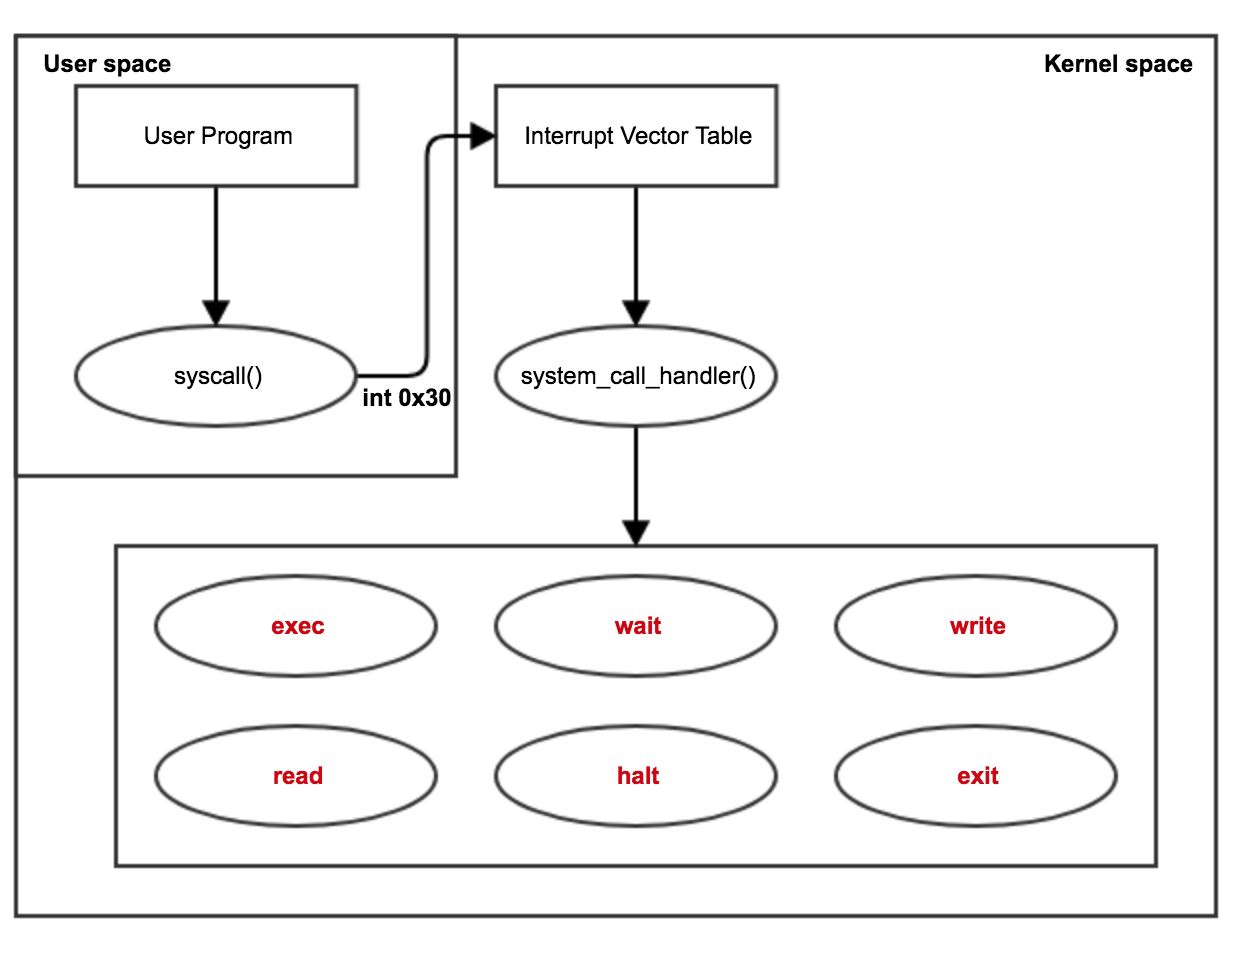 User space
Kernel space
User Program
Interrupt Vector Table
syscall()
int 0x30
system_call_handler()
exec
wait
write
read
halt
exit